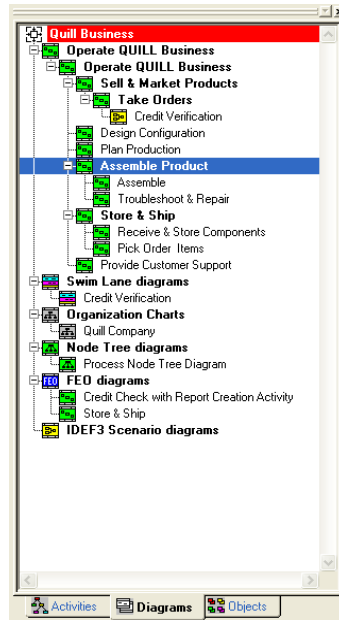 Quill Business
Operate QUILL Business
Operate QUILL Business
Sell & Market Products
Take Orders
Credit Verification
Design Configuration
Plan Production
Assemble Product
Assemble
Troubleshoot & Repair
Store & Ship
Receive & Store Components
Pick Order Items
Provide Customer Support
Swim Lane diagrams
Credit Verification
Organization Charts
Quill Company
Node Tree diagrams
Process Node Tree Diagram
FEO FEO diagrams
Credit Check with Report Creation Activity
Store & Ship
IDEF3 Scenario diagrams
Activities Diagrams Objects